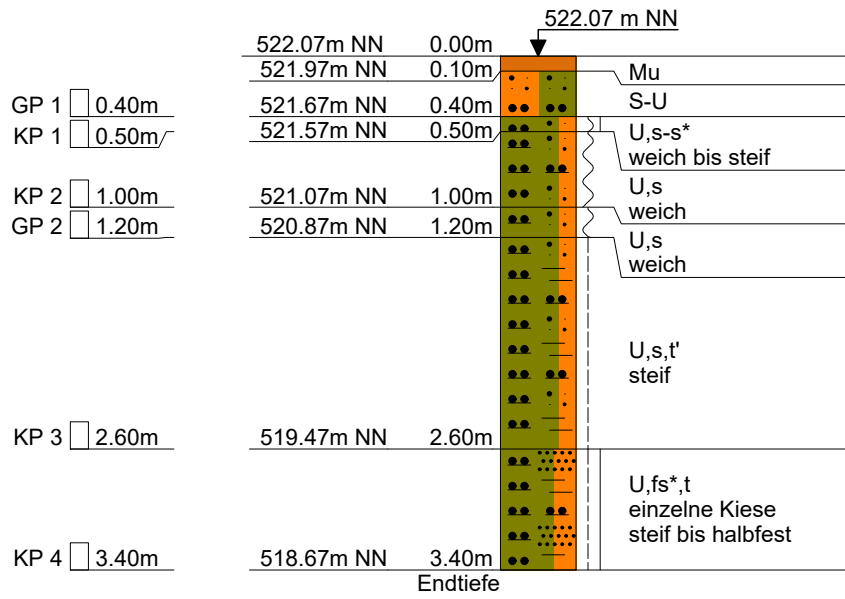 522.07 m NN
522.07m NN 0.00m
521.97m NN 0.10m
Mu
GP 1 0.40m 521.67m NN 0.40m
S-U
KP 1 0.50m 521.57m NN 0.50m
U,s-s*
weich bis steif
KP 2 1.00m 521.07m NN 1.00m
U,s
weich
GP 2 1.20m 520.87m NN 1.20m
U,s
weich
U,s,t'
steif
KP 3 2.60m 519.47m NN 2.60m
U,fs*,t
einzelne Kiese
steif bis halbfest
KP 4 3.40m 518.67m NN 3.40m
Endtiefe